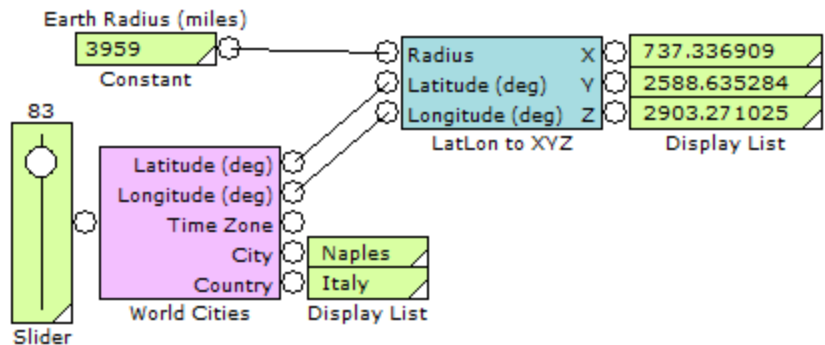 Earth Radius (miles)
3959
Constant
Radius X 737.336909
Latitude (deg) Y 2588.635284
Longitude (deg) Z 2903.271025
LatLon to XYZ Display List
83
Latitude (deg)
Longitude (deg)
Time Zone
City Naples
Country Italy
World Cities Display List
Slider